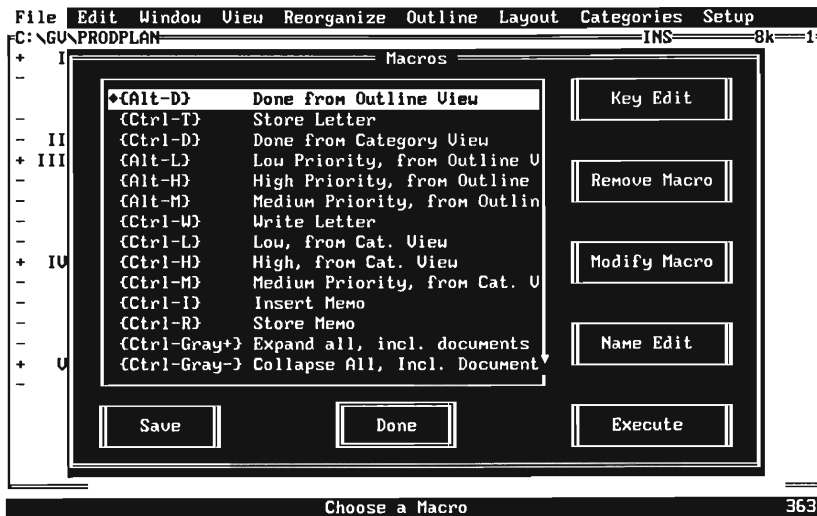 File Edit Window View Reorganize Outline Layout Categories Setup
C:\GV\PRODPLAN INS 8k 1
+ I
Macros
-
♦{Alt-D} Done from Outline View
Key Edit
- {Ctrl-T} Store Letter
- II {Ctrl-D} Done from Category View
+ III {Alt-L} Low Priority, from Outline V
- {Alt-H} High Priority, from Outline
Remove Macro
- {Alt-M} Medium Priority, from Outlin
- {Ctrl-W} Write Letter
- {Ctrl-L} Low, from Cat. View
+ IV {Ctrl-H} High, from Cat. View
Modify Macro
- {Ctrl-M} Medium Priority, from Cat. V
- {Ctrl-I} Insert Memo
- {Ctrl-R} Store Memo
- {Ctrl-Gray+} Expand all, incl. documents
Name Edit
+ V {Ctrl-Gray-} Collapse All, Incl. Document
-
Save Done Execute
Choose a Macro 363